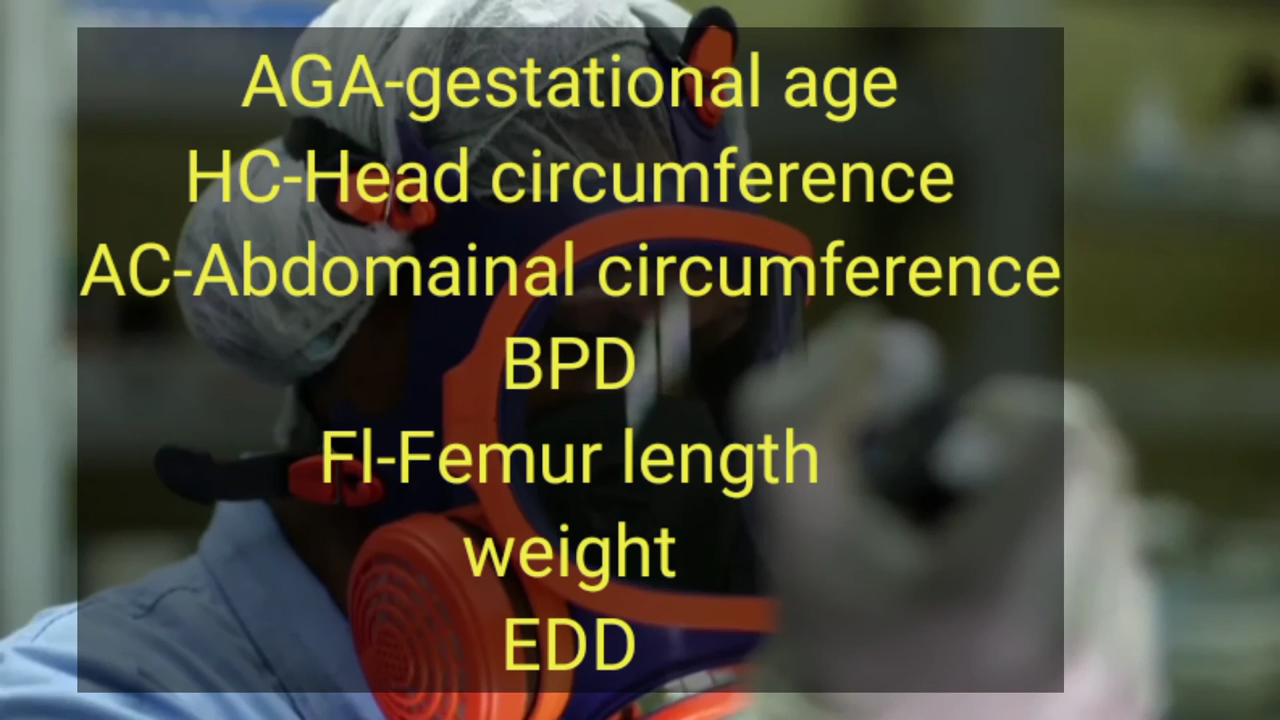 AGA-gestational age
HC-Head circumference
AC-Abdomainal circumference
BPD
Fl-Femur length
weight
EDD